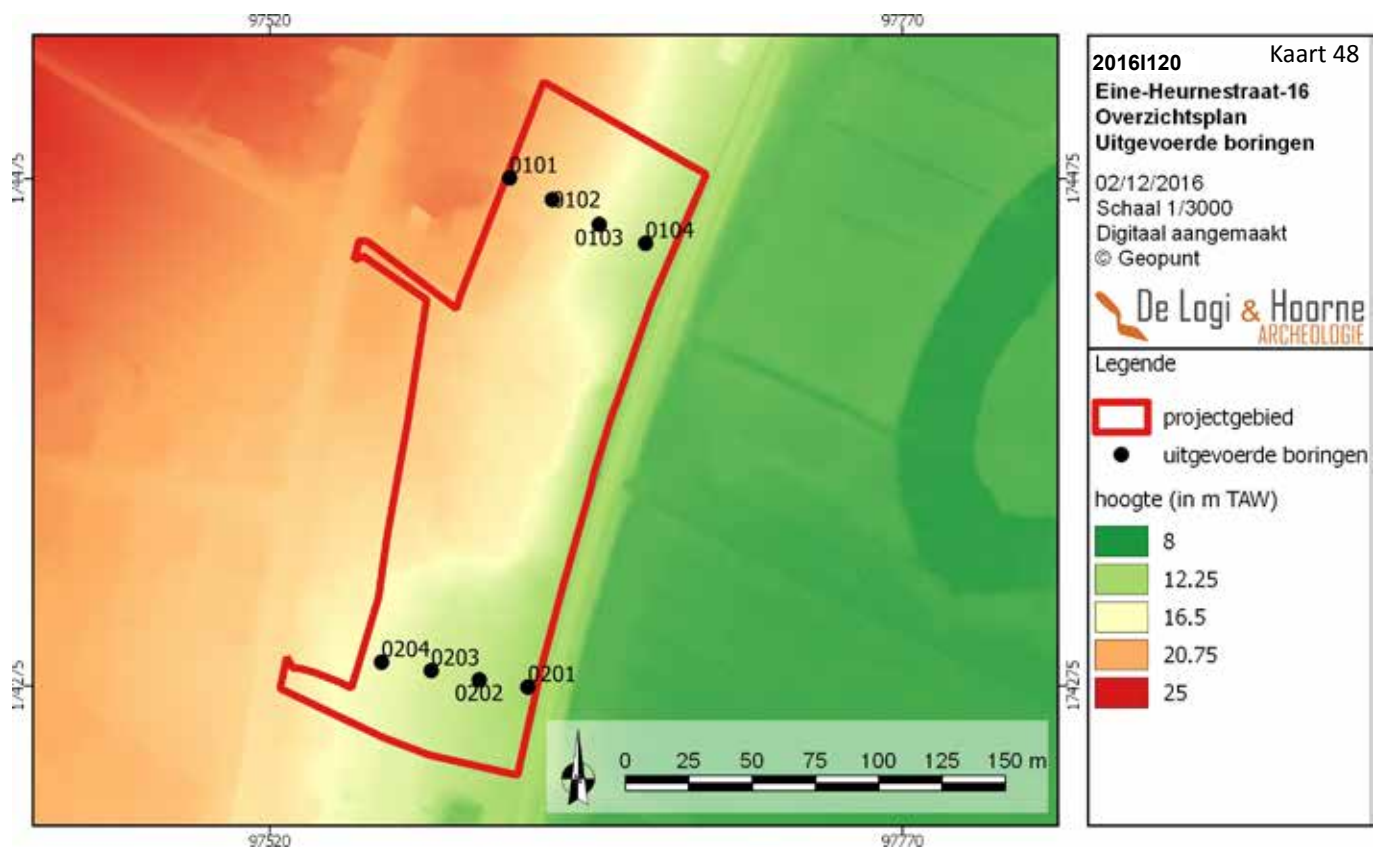 97520 97770
174475 174475
174275 174275
97520 97770
0101
0102
0103
0104
0204
0203
0202
0201
0 25 50 75 100 125 150 m
2016I120 Kaart 48
Eine-Heurnestraat-16
Overzichtsplan
Uitgevoerde boringen
02/12/2016
Schaal 1/3000
Digitaal aangemaakt
© Geopunt
De Logi & Hoorne
ARCHEOLOGIE
Legende
projectgebied
uitgevoerde boringen
hoogte (in m TAW)
8
12.25
16.5
20.75
25